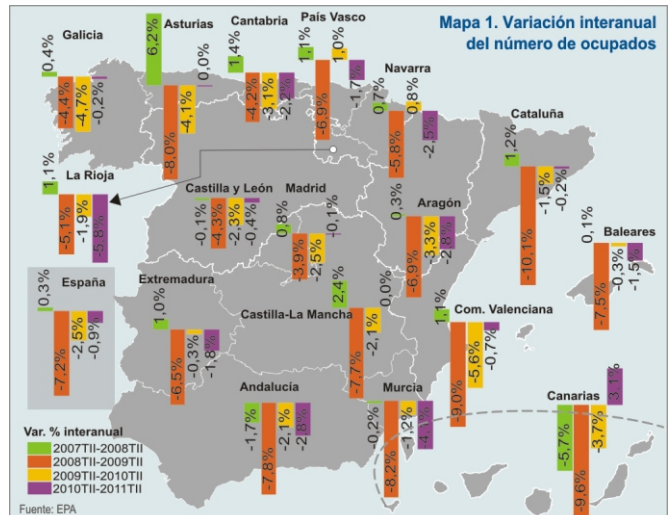 Mapa 1. Variación interanual
del número de ocupados
Galicia
0,4%
-4,4%
-4,7%
-0,2%
Asturias
6,2%
-8,0%
-4,1%
0,0%
Cantabria
1,4%
-4,2%
-3,1%
-2,2%
País Vasco
1,1%
-6,9%
1,0%
-1,7%
Navarra
0,7%
-5,8%
0,8%
-2,5%
Cataluña
1,2%
-10,1%
-1,5%
-0,2%
La Rioja
1,1%
-5,1%
-1,9%
-5,8%
Castilla y León
-0,1%
-4,3%
-2,3%
-0,4%
Madrid
0,8%
-3,9%
-2,5%
-0,1%
Aragón
0,3%
-6,9%
-3,3%
-2,8%
Baleares
0,1%
-7,5%
-0,3%
-1,5%
España
0,3%
-7,2%
-2,5%
-0,9%
Extremadura
1,0%
-6,5%
-0,3%
-1,8%
Castilla-La Mancha
2,4%
-7,7%
-2,1%
0,0%
Com. Valenciana
1,1%
-9,0%
-5,6%
-0,7%
Andalucía
-1,7%
-7,8%
-2,1%
-2,8%
Murcia
-0,2%
-8,2%
-1,2%
Canarias
-5,7%
-9,6%
-3,7%
3,1%
Var. % interanual
2007TII-2008TII
2008TII-2009TII
2009TII-2010TII
2010TII-2011TII
Fuente: EPA